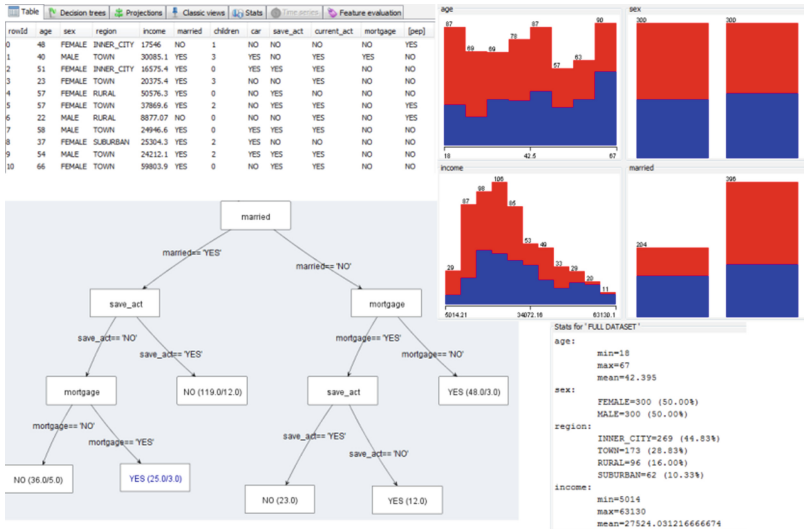 Table Decision trees Projections Classic views Stats Time series Feature evaluation
rowId age sex region income married children car save_act current_act mortgage [pep]
0 48 FEMALE INNER_CITY 17546 NO 1 NO NO NO NO YES
1 40 MALE TOWN 30085.1 YES 3 YES NO YES YES NO
2 51 FEMALE INNER_CITY 16575.4 YES 0 YES YES YES NO NO
3 23 FEMALE TOWN 20375.4 YES 3 NO NO YES NO NO
4 57 FEMALE RURAL 50576.3 YES 0 NO YES NO NO NO
5 57 FEMALE TOWN 37869.6 YES 2 NO YES YES NO YES
6 22 MALE RURAL 8877.07 NO 0 NO NO YES NO YES
7 58 MALE TOWN 24946.6 YES 0 YES YES YES NO NO
8 37 FEMALE SUBURBAN 25304.3 YES 2 YES NO NO NO NO
9 54 MALE TOWN 24212.1 YES 2 YES YES YES NO NO
10 66 FEMALE TOWN 59803.9 YES 0 NO YES YES NO NO
age
87 69 69 79 87 57 63 90
18 42.5 67
sex
300 300
income
29 87 98 106 85 53 49 33 29 20 11
5014.21 34072.16 63130.1
married
204 396
married
married== 'YES'
married== 'NO'
save_act
mortgage
save_act== 'NO'
save_act== 'YES'
mortgage== 'YES'
mortgage== 'NO'
mortgage
NO (119.0/12.0)
save_act
YES (48.0/3.0)
mortgage== 'NO'
mortgage== 'YES'
save_act== 'YES'
save_act== 'NO'
NO (36.0/5.0)
YES (25.0/3.0)
NO (23.0)
YES (12.0)
Stats for ' FULL DATASET '
age:
min=18
max=67
mean=42.395
sex:
FEMALE=300 (50.00%)
MALE=300 (50.00%)
region:
INNER_CITY=269 (44.83%)
TOWN=173 (28.83%)
RURAL=96 (16.00%)
SUBURBAN=62 (10.33%)
income:
min=5014
max=63130
mean=27524.031216666674